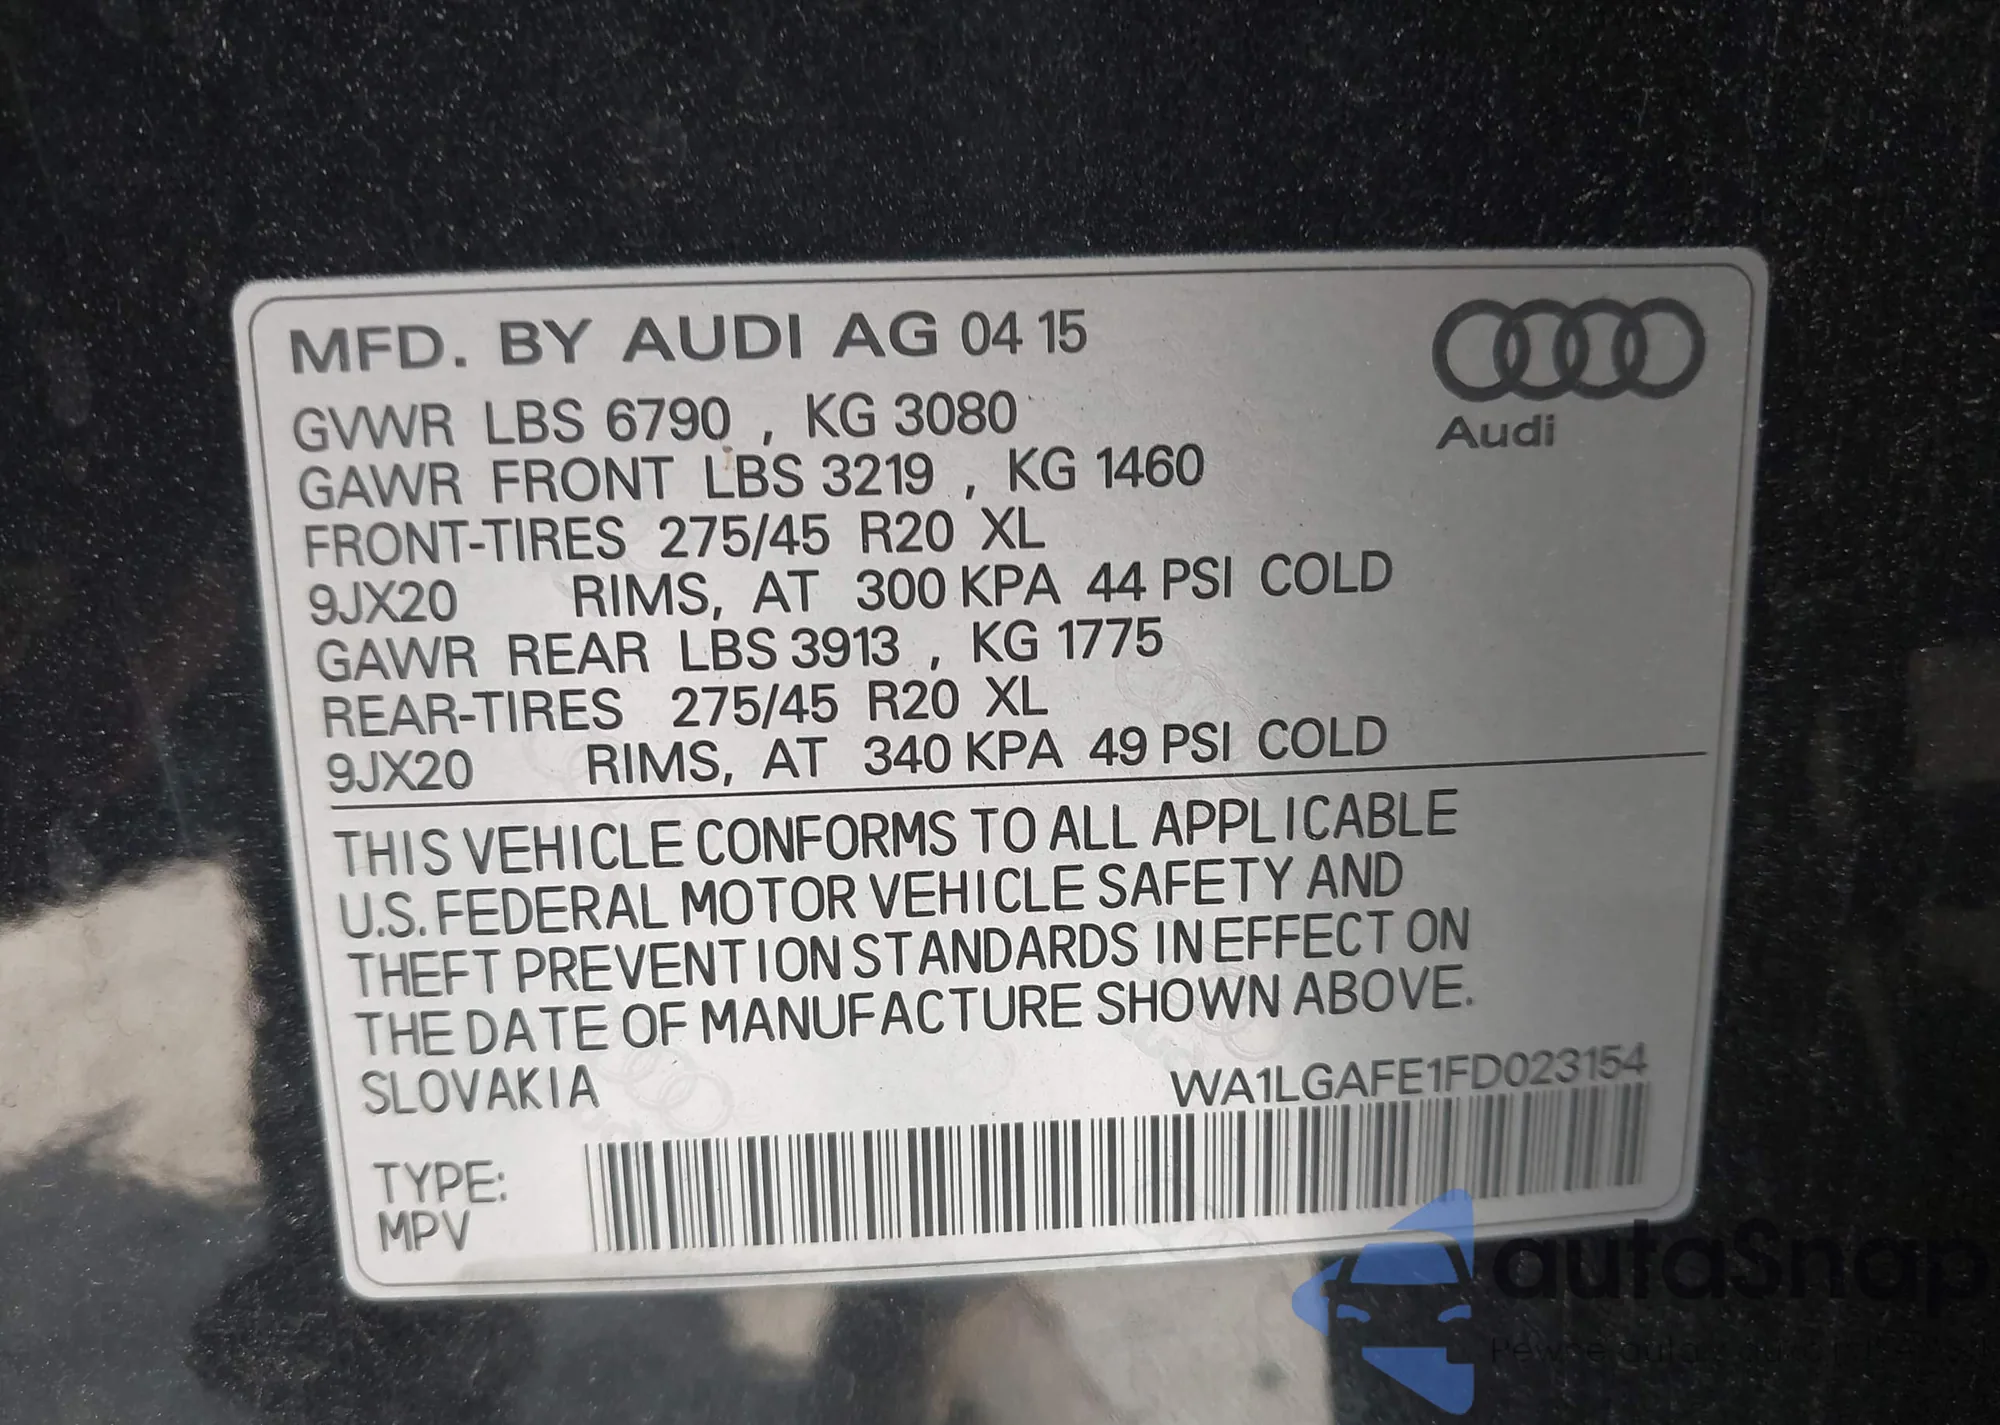 MFD. BY AUDI AG 04 15
Audi
GVWR LBS 6790 , KG 3080
GAWR FRONT LBS 3219 , KG 1460
FRONT-TIRES 275/45 R20 XL
9JX20 RIMS, AT 300 KPA 44 PSI COLD
GAWR REAR LBS 3913 , KG 1775
REAR-TIRES 275/45 R20 XL
9JX20 RIMS, AT 340 KPA 49 PSI COLD
THIS VEHICLE CONFORMS TO ALL APPLICABLE
U.S. FEDERAL MOTOR VEHICLE SAFETY AND
THEFT PREVENTION STANDARDS IN EFFECT ON
THE DATE OF MANUFACTURE SHOWN ABOVE.
SLOVAKIA
WA1LGAFE1FD023154
TYPE:
MPV
autaSnap